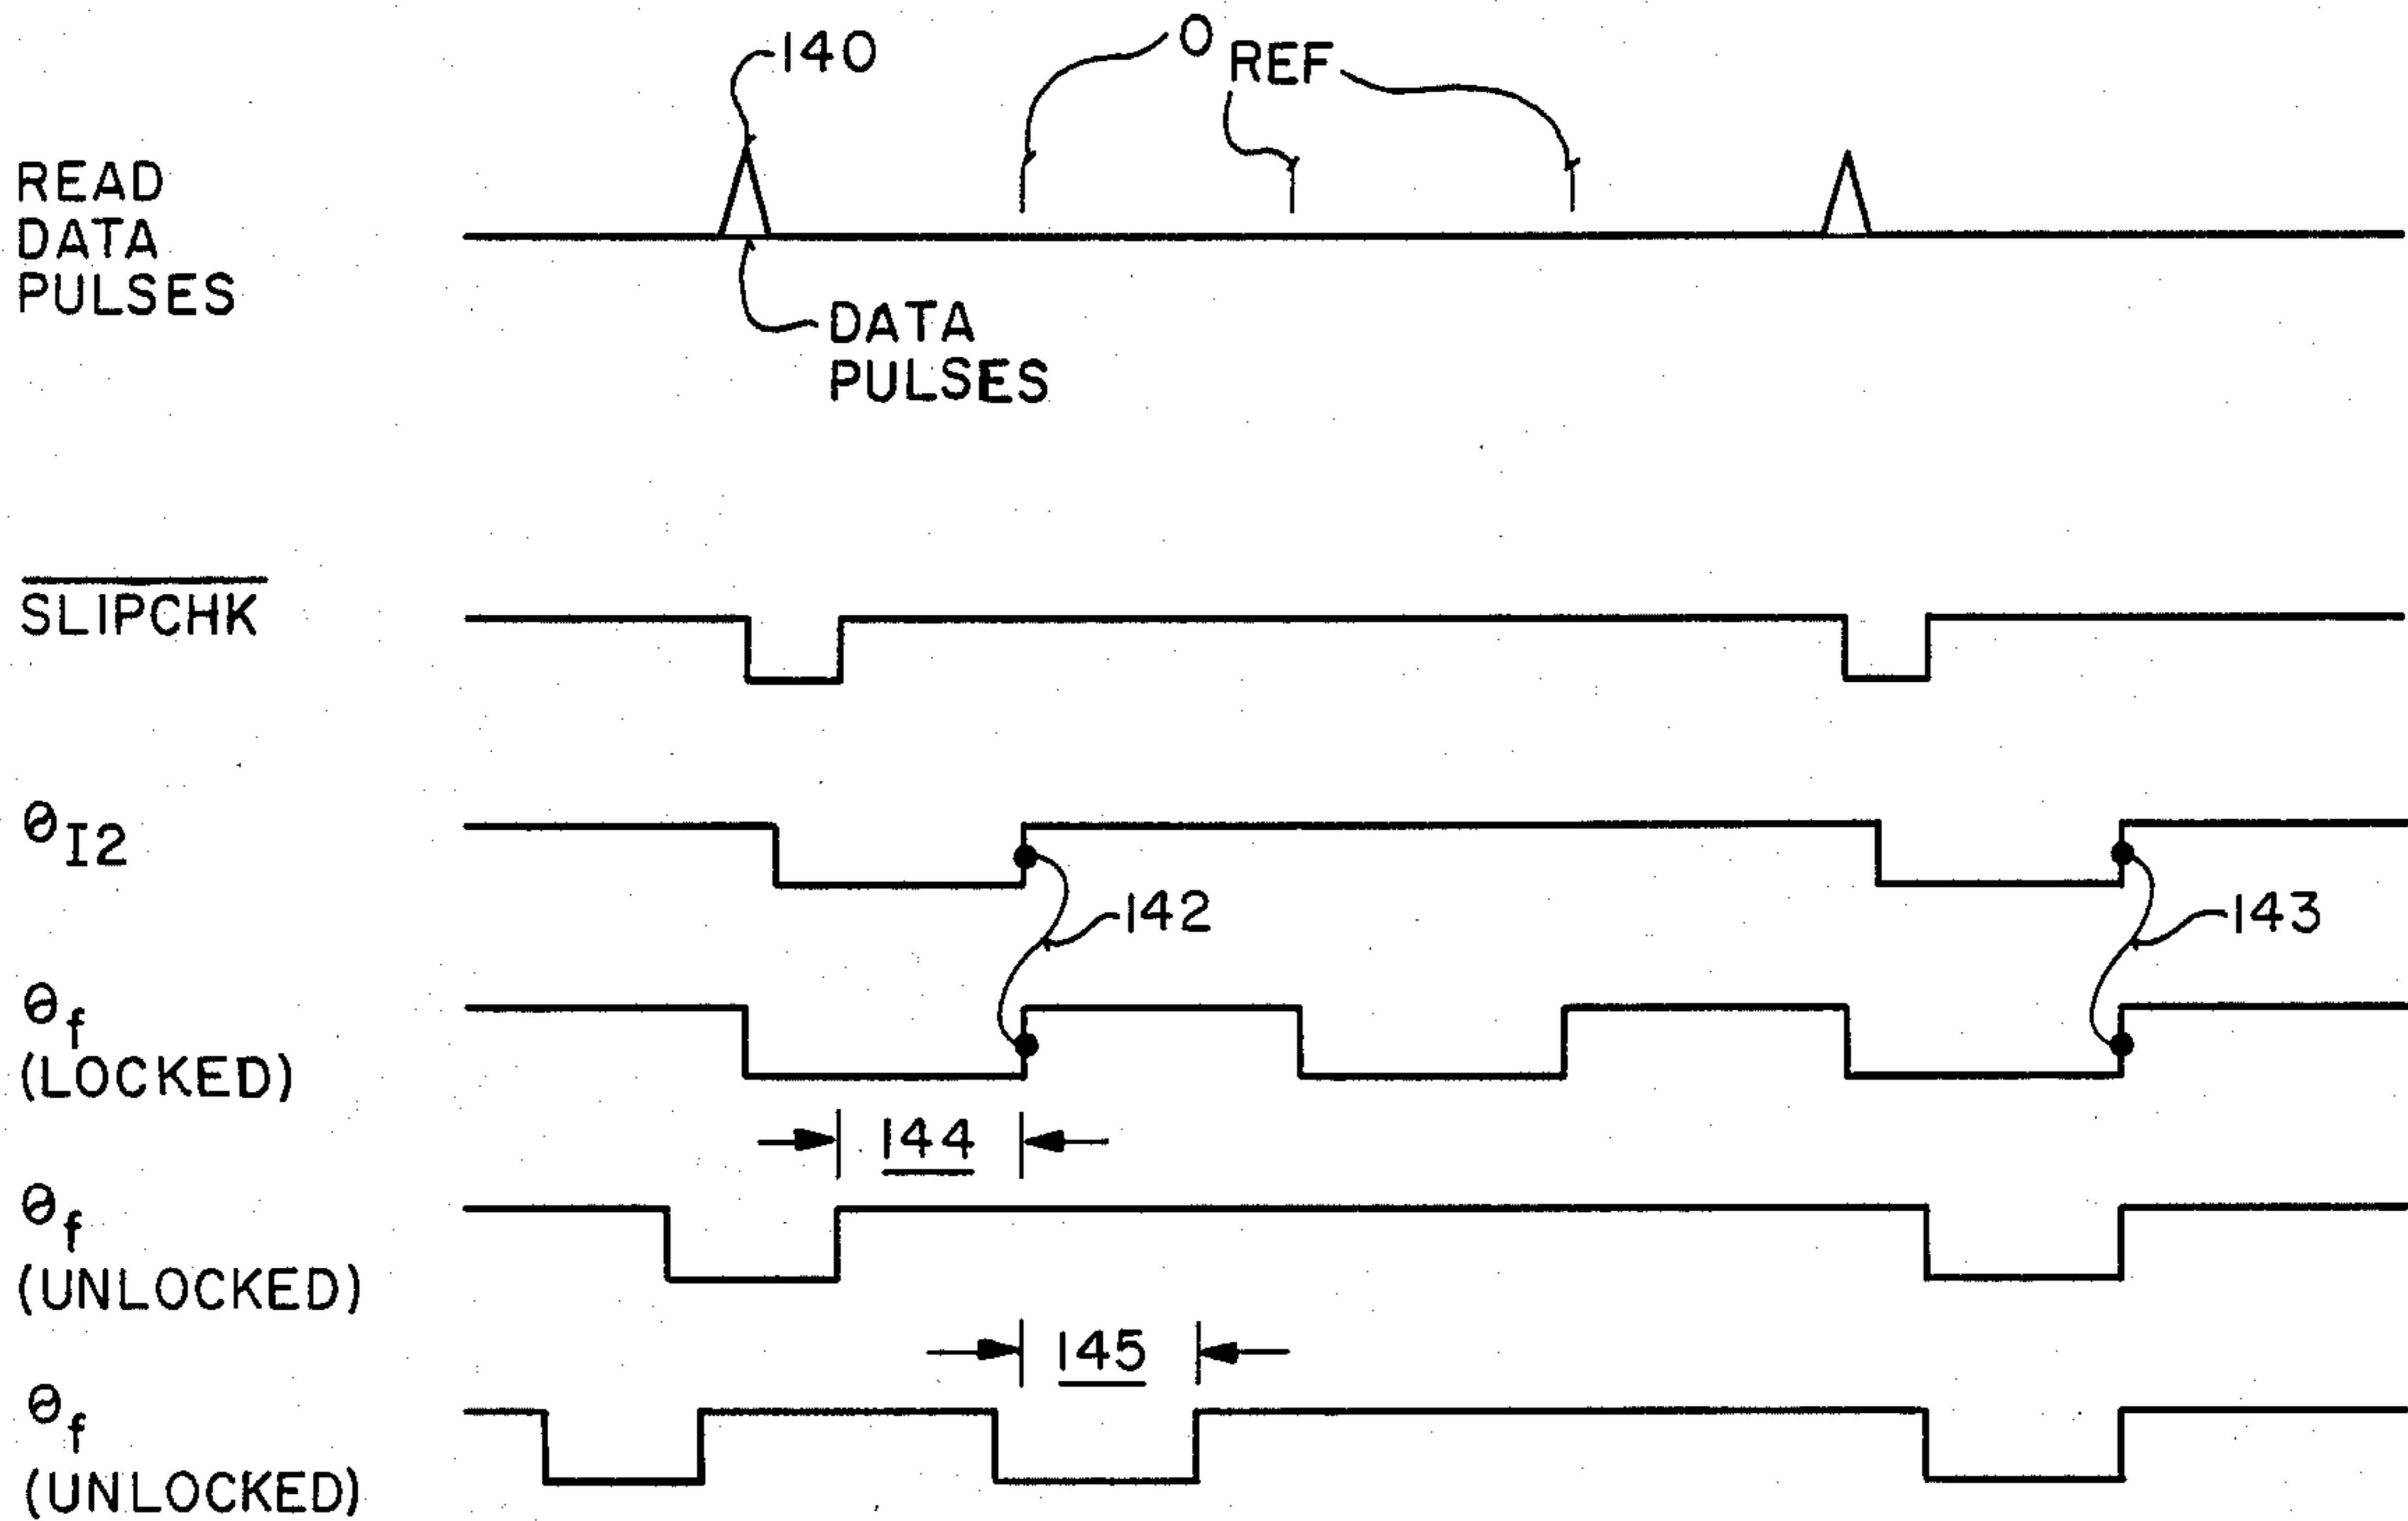 140
O REF
READ
DATA
PULSES
DATA
PULSES
SLIPCHK
θI2
142
143
θf
(LOCKED)
144
θf
(UNLOCKED)
145
θf
(UNLOCKED)